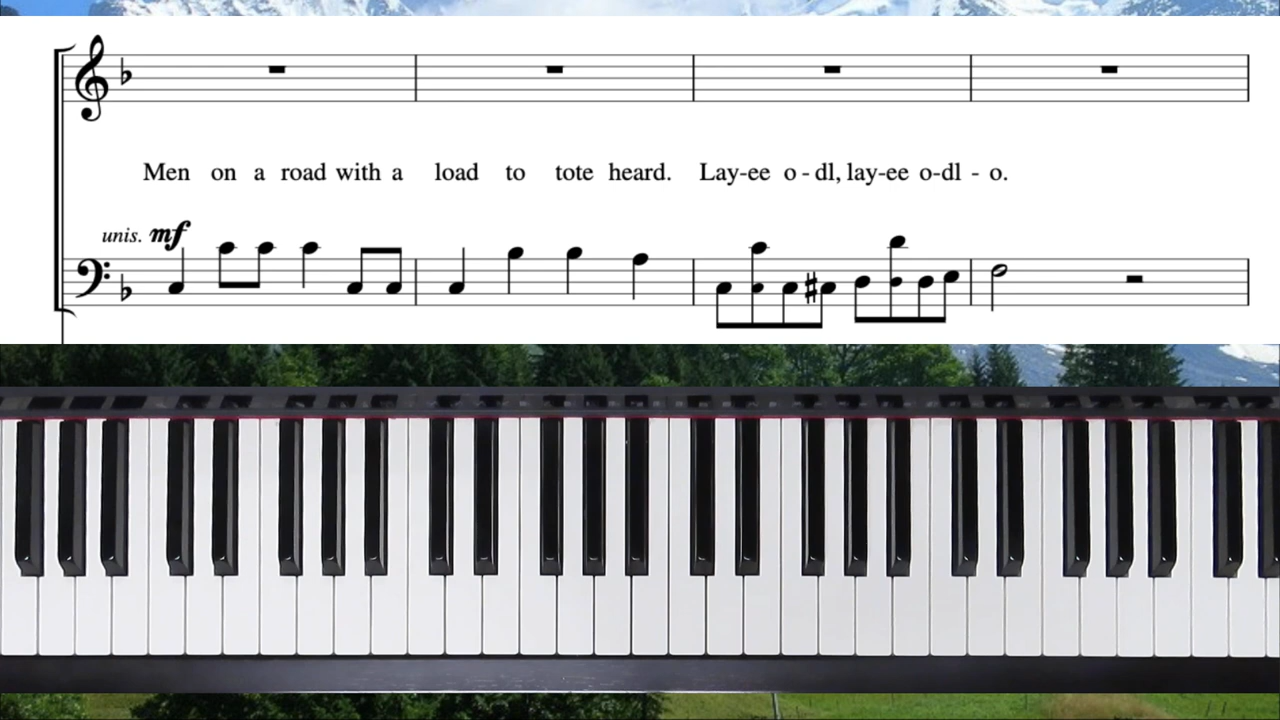 Men on a road with a load to tote heard. Lay-ee o - dl, lay-ee o-dl - o.
unis. mf